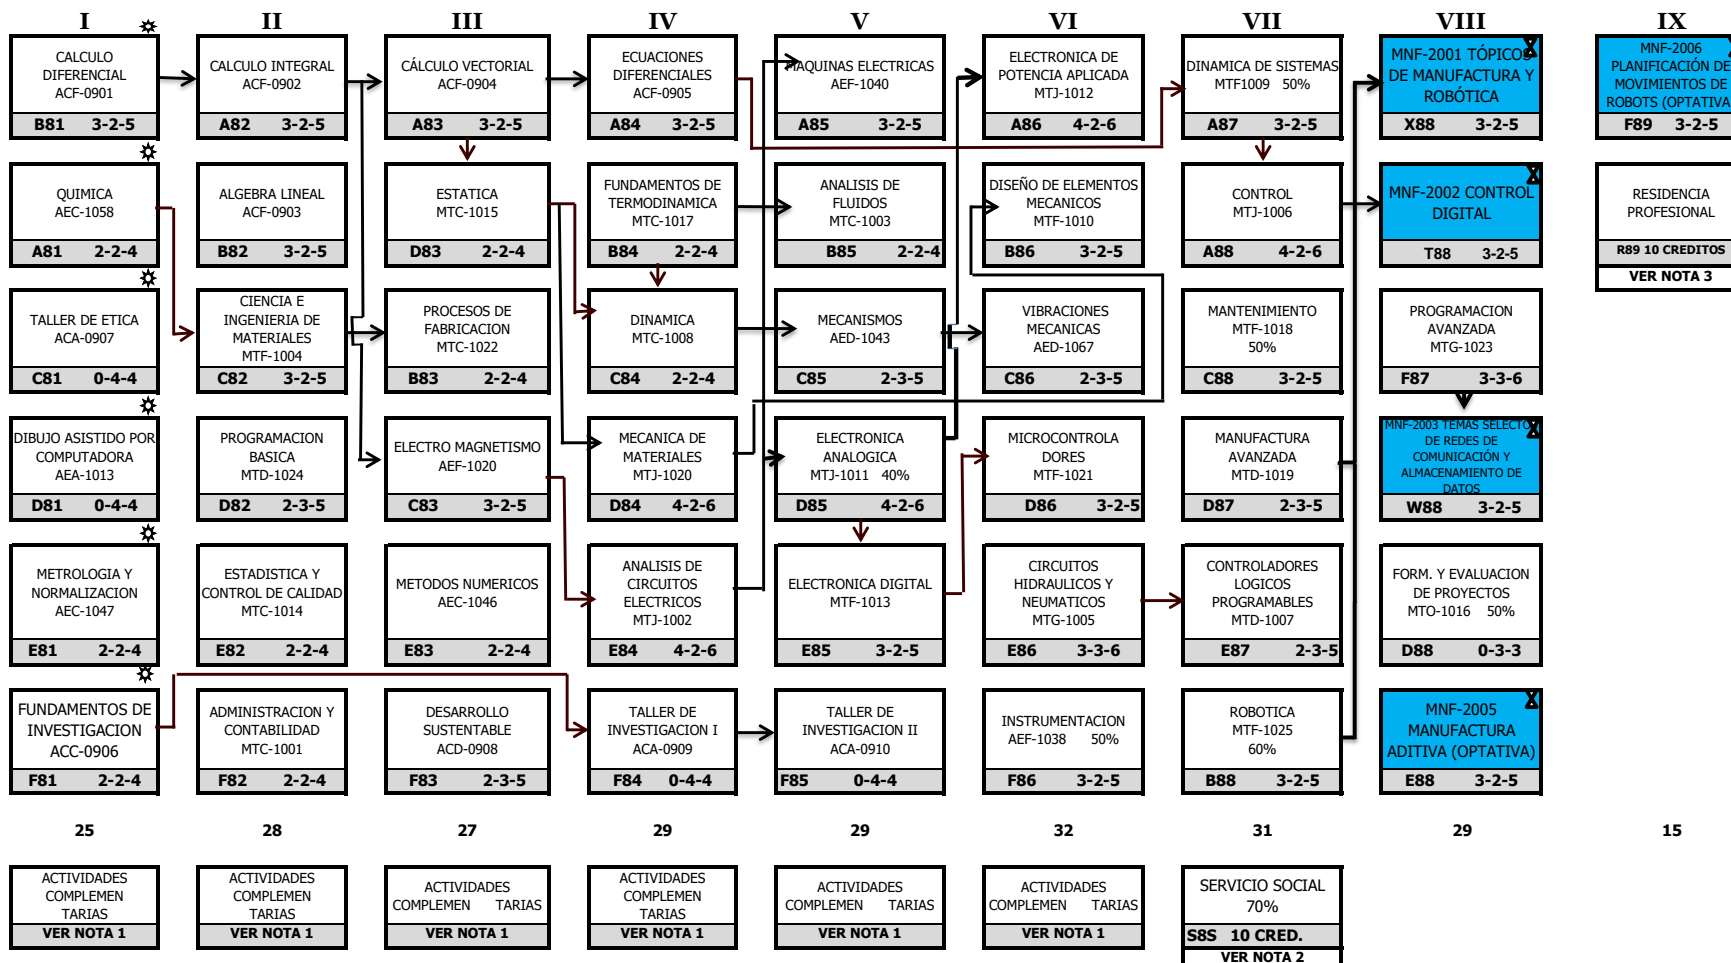 I
II
III
IV
V
VI
VII
VIII
IX
CALCULO
DIFERENCIAL
ACF-0901
B81 3-2-5
CALCULO INTEGRAL
ACF-0902
A82 3-2-5
CÁLCULO VECTORIAL
ACF-0904
A83 3-2-5
ECUACIONES
DIFERENCIALES
ACF-0905
A84 3-2-5
MAQUINAS ELECTRICAS
AEF-1040
A85 3-2-5
ELECTRONICA DE
POTENCIA APLICADA
MTJ-1012
A86 4-2-6
DINAMICA DE SISTEMAS
MTF1009 50%
A87 3-2-5
MNF-2001 TÓPICOS
DE MANUFACTURA Y
ROBÓTICA
X88 3-2-5
MNF-2006
PLANIFICACIÓN DE
MOVIMIENTOS DE
ROBOTS (OPTATIVA
F89 3-2-5
QUIMICA
AEC-1058
A81 2-2-4
ALGEBRA LINEAL
ACF-0903
B82 3-2-5
ESTATICA
MTC-1015
D83 2-2-4
FUNDAMENTOS DE
TERMODINAMICA
MTC-1017
B84 2-2-4
ANALISIS DE
FLUIDOS
MTC-1003
B85 2-2-4
DISEÑO DE ELEMENTOS
MECANICOS
MTF-1010
B86 3-2-5
CONTROL
MTJ-1006
A88 4-2-6
MNF-2002 CONTROL
DIGITAL
T88 3-2-5
RESIDENCIA
PROFESIONAL
R89 10 CREDITOS
VER NOTA 3
TALLER DE ETICA
ACA-0907
C81 0-4-4
CIENCIA E
INGENIERIA DE
MATERIALES
MTF-1004
C82 3-2-5
PROCESOS DE
FABRICACION
MTC-1022
B83 2-2-4
DINAMICA
MTC-1008
C84 2-2-4
MECANISMOS
AED-1043
C85 2-3-5
VIBRACIONES
MECANICAS
AED-1067
C86 2-3-5
MANTENIMIENTO
MTF-1018
50%
C88 3-2-5
PROGRAMACION
AVANZADA
MTG-1023
F87 3-3-6
DIBUJO ASISTIDO POR
COMPUTADORA
AEA-1013
D81 0-4-4
PROGRAMACION
BASICA
MTD-1024
D82 2-3-5
ELECTRO MAGNETISMO
AEF-1020
C83 3-2-5
MECANICA DE
MATERIALES
MTJ-1020
D84 4-2-6
ELECTRONICA
ANALOGICA
MTJ-1011 40%
D85 4-2-6
MICROCONTROLA
DORES
MTF-1021
D86 3-2-5
MANUFACTURA
AVANZADA
MTD-1019
D87 2-3-5
MNF-2003 TEMAS SELECTO
DE REDES DE
COMUNICACIÓN Y
ALMACENAMIENTO DE
DATOS
W88 3-2-5
METROLOGIA Y
NORMALIZACION
AEC-1047
E81 2-2-4
ESTADISTICA Y
CONTROL DE CALIDAD
MTC-1014
E82 2-2-4
METODOS NUMERICOS
AEC-1046
E83 2-2-4
ANALISIS DE
CIRCUITOS
ELECTRICOS
MTJ-1002
E84 4-2-6
ELECTRONICA DIGITAL
MTF-1013
E85 3-2-5
CIRCUITOS
HIDRAULICOS Y
NEUMATICOS
MTG-1005
E86 3-3-6
CONTROLADORES
LOGICOS
PROGRAMABLES
MTD-1007
E87 2-3-5
FORM. Y EVALUACION
DE PROYECTOS
MTO-1016 50%
D88 0-3-3
FUNDAMENTOS DE
INVESTIGACION
ACC-0906
F81 2-2-4
ADMINISTRACION Y
CONTABILIDAD
MTC-1001
F82 2-2-4
DESARROLLO
SUSTENTABLE
ACD-0908
F83 2-3-5
TALLER DE
INVESTIGACION I
ACA-0909
F84 0-4-4
TALLER DE
INVESTIGACION II
ACA-0910
F85 0-4-4
INSTRUMENTACION
AEF-1038 50%
F86 3-2-5
ROBOTICA
MTF-1025
60%
B88 3-2-5
MNF-2005
MANUFACTURA
ADITIVA (OPTATIVA)
E88 3-2-5
25
28
27
29
29
32
31
29
15
ACTIVIDADES
COMPLEMEN
TARIAS
VER NOTA 1
ACTIVIDADES
COMPLEMEN
TARIAS
VER NOTA 1
ACTIVIDADES
COMPLEMEN TARIAS
VER NOTA 1
ACTIVIDADES
COMPLEMEN
TARIAS
VER NOTA 1
ACTIVIDADES
COMPLEMEN TARIAS
VER NOTA 1
ACTIVIDADES
COMPLEMEN TARIAS
VER NOTA 1
SERVICIO SOCIAL
70%
S8S 10 CRED.
VER NOTA 2